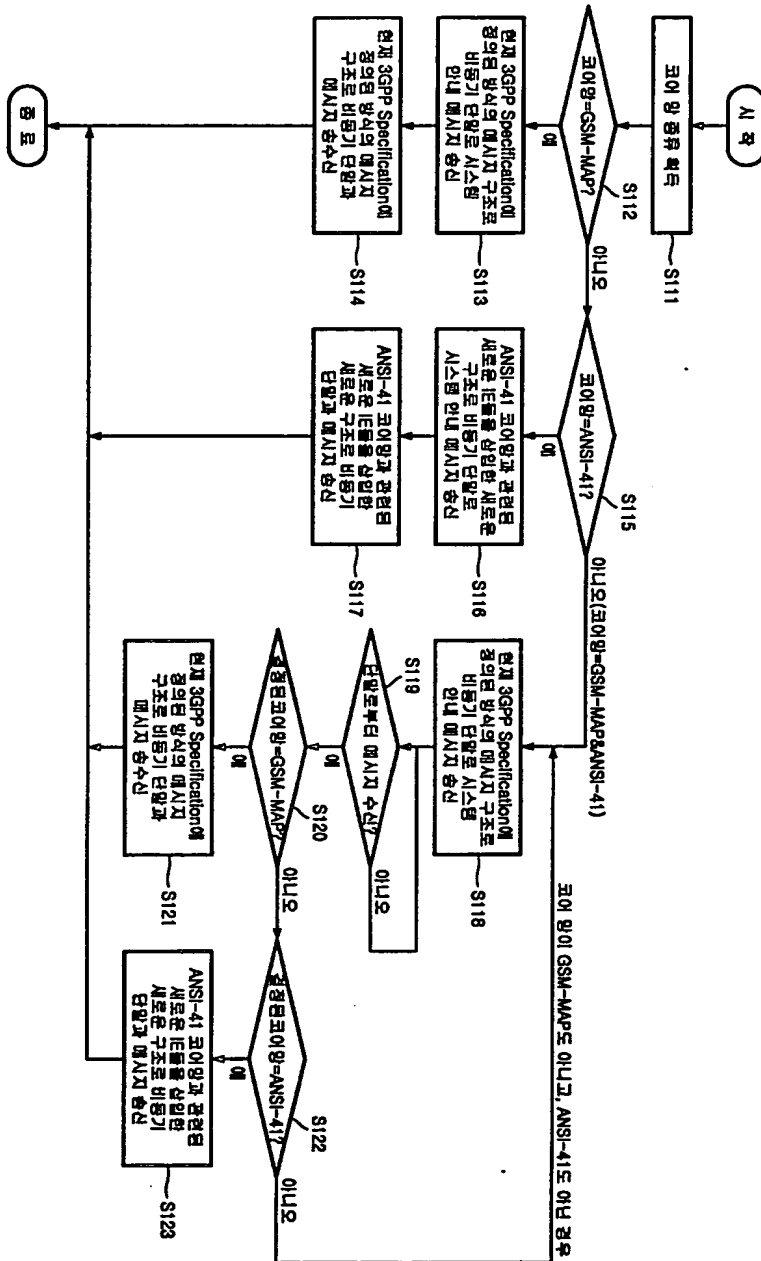 시 작
코어 망 종류 획득
S111
코어망=GSM-MAP?
S112
예
아니오
현재 3GPP Specification에
정의된 방식의 메시지 구조로
비동기 단말로 시스템
안내 메시지 송신
S113
현재 3GPP Specification에
정의된 방식의 메시지
구조로 비동기 단말과
메시지 송수신
S114
코어망=ANSI-41?
S115
예
아니오(코어망=GSM-MAP&ANSI-41)
ANSI-41 코어망과 관련된
새로운 IE들을 삽입한 새로운
구조로 비동기 단말로
시스템 안내 메시지 송신
S116
ANSI-41 코어망과 관련된
새로운 IE들을 삽입한
새로운 구조로 비동기
단말과 메시지 송신
S117
현재 3GPP Specification에
정의된 방식의 메시지 구조로
비동기 단말로 시스템
안내 메시지 송신
S118
단말로부터 메시지 수신?
S119
예
아니오
결정된코어망=GSM-MAP?
S120
예
아니오
현재 3GPP Specification에
정의된 방식의 메시지
구조로 비동기 단말과
메시지 송수신
S121
결정된코어망=ANSI-41?
S122
예
아니오
코어 망이 GSM-MAP도 아니고, ANSI-41도 아닌 경우
ANSI-41 코어망과 관련된
새로운 IE들을 삽입한
새로운 구조로 비동기
단말과 메시지 송신
S123
종 료